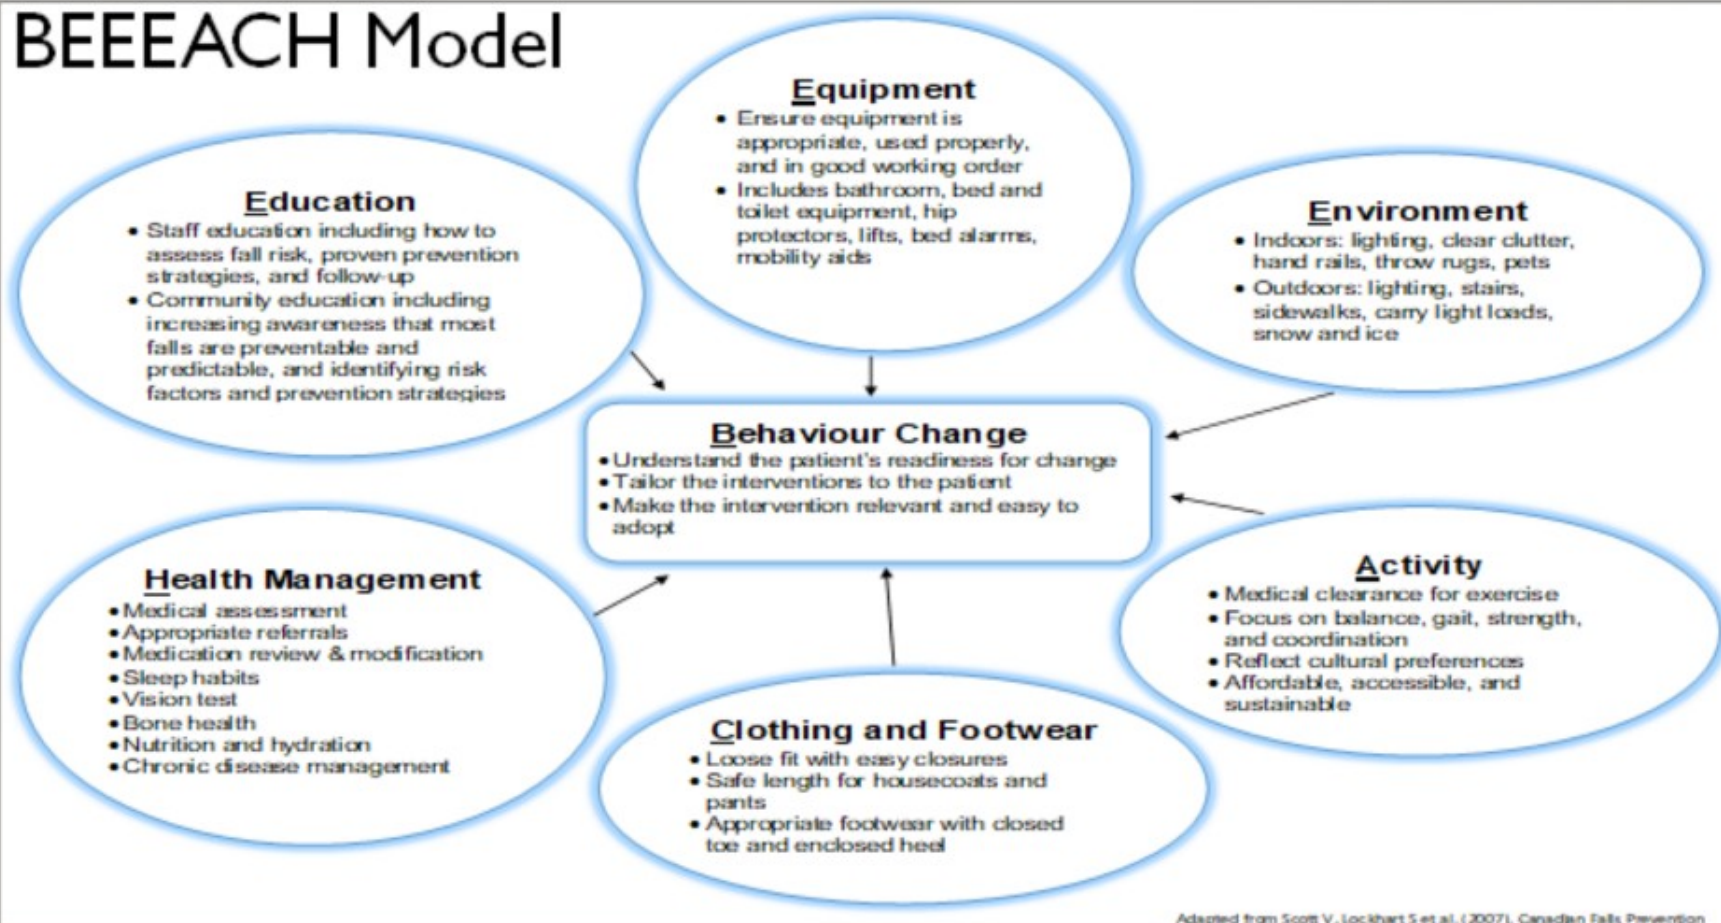 BEEEACH Model
Equipment
• Ensure equipment is
appropriate, used properly,
and in good working order
• Includes bathroom, bed and
toilet equipment, hip
protectors, lifts, bed alarms,
mobility aids
Education
• Staff education including how to
assess fall risk, proven prevention
strategies, and follow-up
• Community education including
increasing awareness that most
falls are preventable and
predictable, and identifying risk
factors and prevention strategies
Environment
• Indoors: lighting, clear clutter,
hand rails, throw rugs, pets
• Outdoors: lighting, stairs,
sidewalks, carry light loads,
snow and ice
Behaviour Change
• Understand the patient's readiness for change
• Tailor the interventions to the patient
• Make the intervention relevant and easy to
adopt
Health Management
• Medical assessment
• Appropriate referrals
• Medication review & modification
• Sleep habits
• Vision test
• Bone health
• Nutrition and hydration
• Chronic disease management
Activity
• Medical clearance for exercise
• Focus on balance, gait, strength,
and coordination
• Reflect cultural preferences
• Affordable, accessible, and
sustainable
Clothing and Footwear
• Loose fit with easy closures
• Safe length for housecoats and
pants
• Appropriate footwear with closed
toe and enclosed heel
Adapted from Scott V, Lockhart S et al. (2007). Canadian Falls Prevention